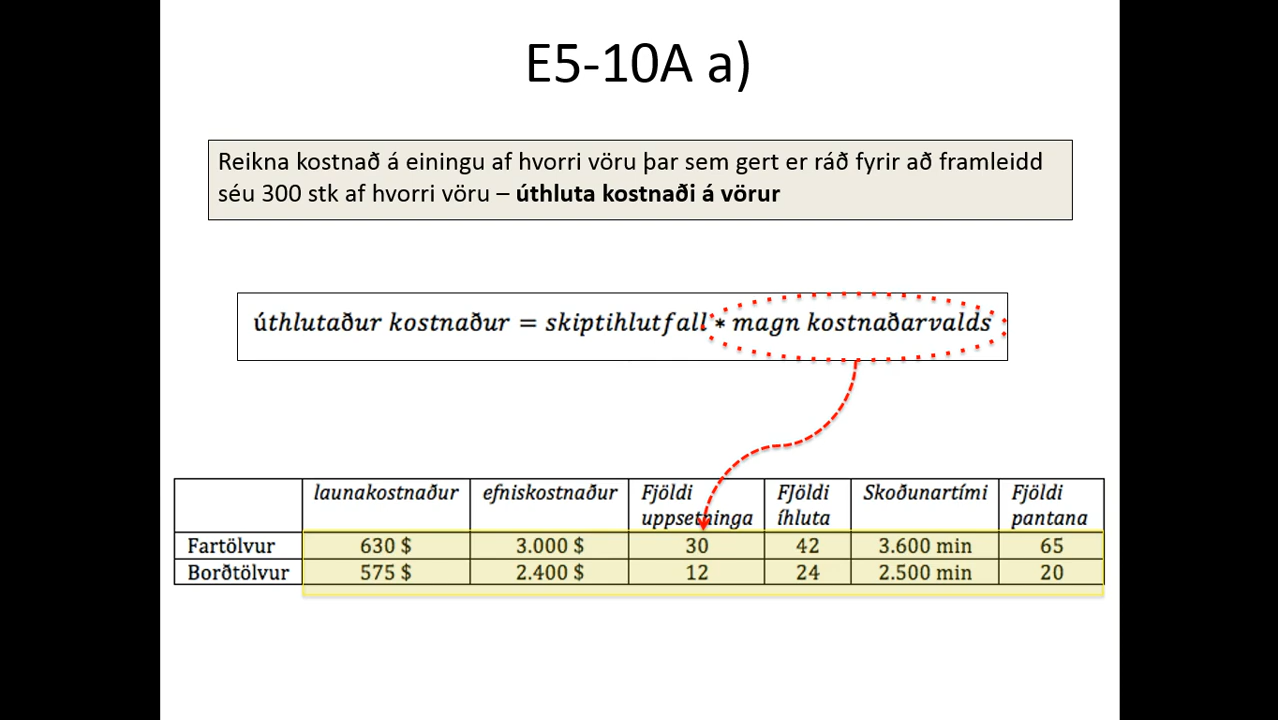 E5-10A a)
Reikna kostnað á einingu af hvorri vöru þar sem gert er ráð fyrir að framleidd
séu 300 stk af hvorri vöru – úthluta kostnaði á vörur
úthlutaður kostnaður = skiptihlutfall * magn kostnaðarvalds
launakostnaður efniskostnaður Fjöldi uppsetninga FJöldi íhluta Skoðunartími Fjöldi pantana
Fartölvur 630 $ 3.000 $ 30 42 3.600 min 65
Borðtölvur 575 $ 2.400 $ 12 24 2.500 min 20